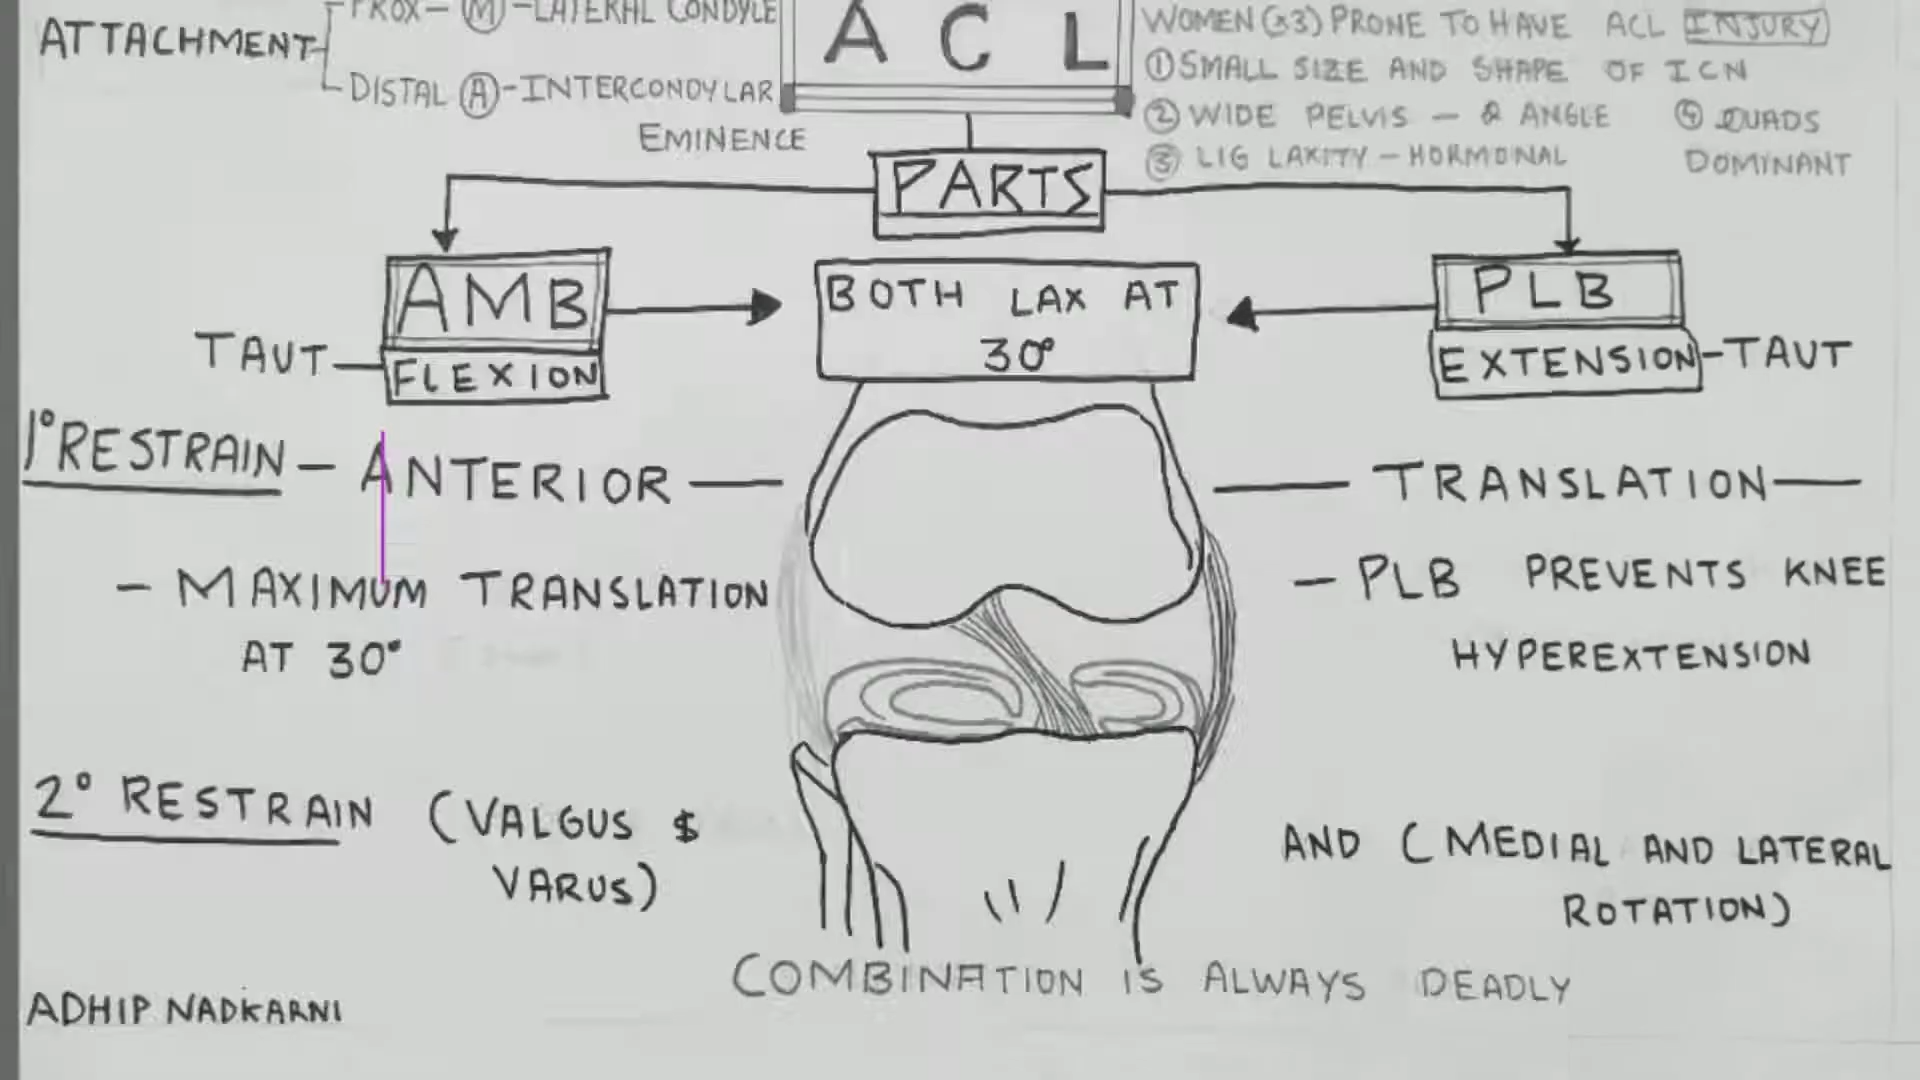 ATTACHMENT
PROX - (M) - LATERAL CONDYLE
DISTAL (A) - INTERCONDYLAR
EMINENCE
ACL
WOMEN (x3) PRONE TO HAVE ACL INJURY
① SMALL SIZE AND SHAPE OF ICN
② WIDE PELVIS - Q ANGLE ④ QUADS
③ LIG LAXITY - HORMONAL DOMINANT
PARTS
AMB
BOTH LAX AT
30°
PLB
TAUT - FLEXION
EXTENSION - TAUT
1° RESTRAIN - ANTERIOR — — TRANSLATION —
- MAXIMUM TRANSLATION
AT 30°
- PLB PREVENTS KNEE
HYPEREXTENSION
2° RESTRAIN (VALGUS $
VARUS)
AND (MEDIAL AND LATERAL
ROTATION)
COMBINATION IS ALWAYS DEADLY
ADHIP NADKARNI